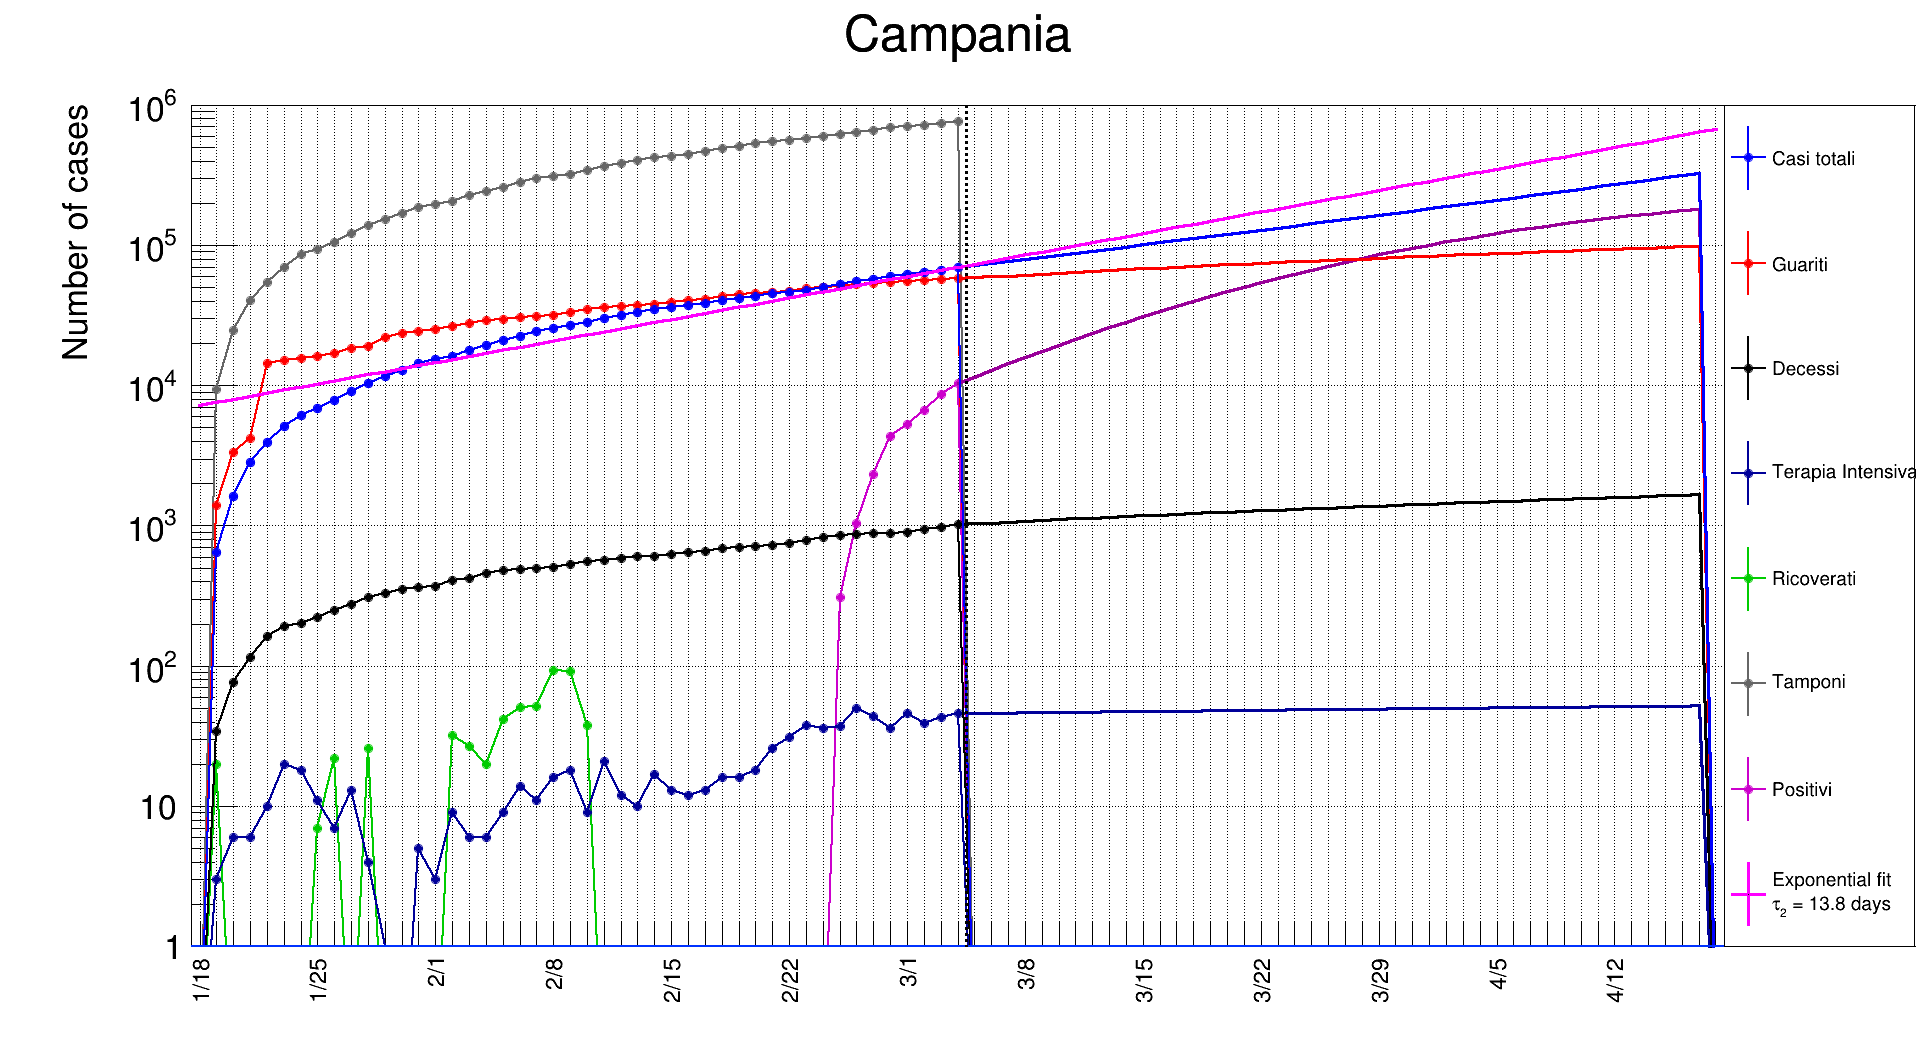 Campania
Number of cases
10^6
10^5
10^4
10^3
10^2
10
1
1/18
1/25
2/1
2/8
2/15
2/22
3/1
3/8
3/15
3/22
3/29
4/5
4/12
Casi totali
Guariti
Decessi
Terapia Intensiva
Ricoverati
Tamponi
Positivi
Exponential fit
τ₂ = 13.8 days